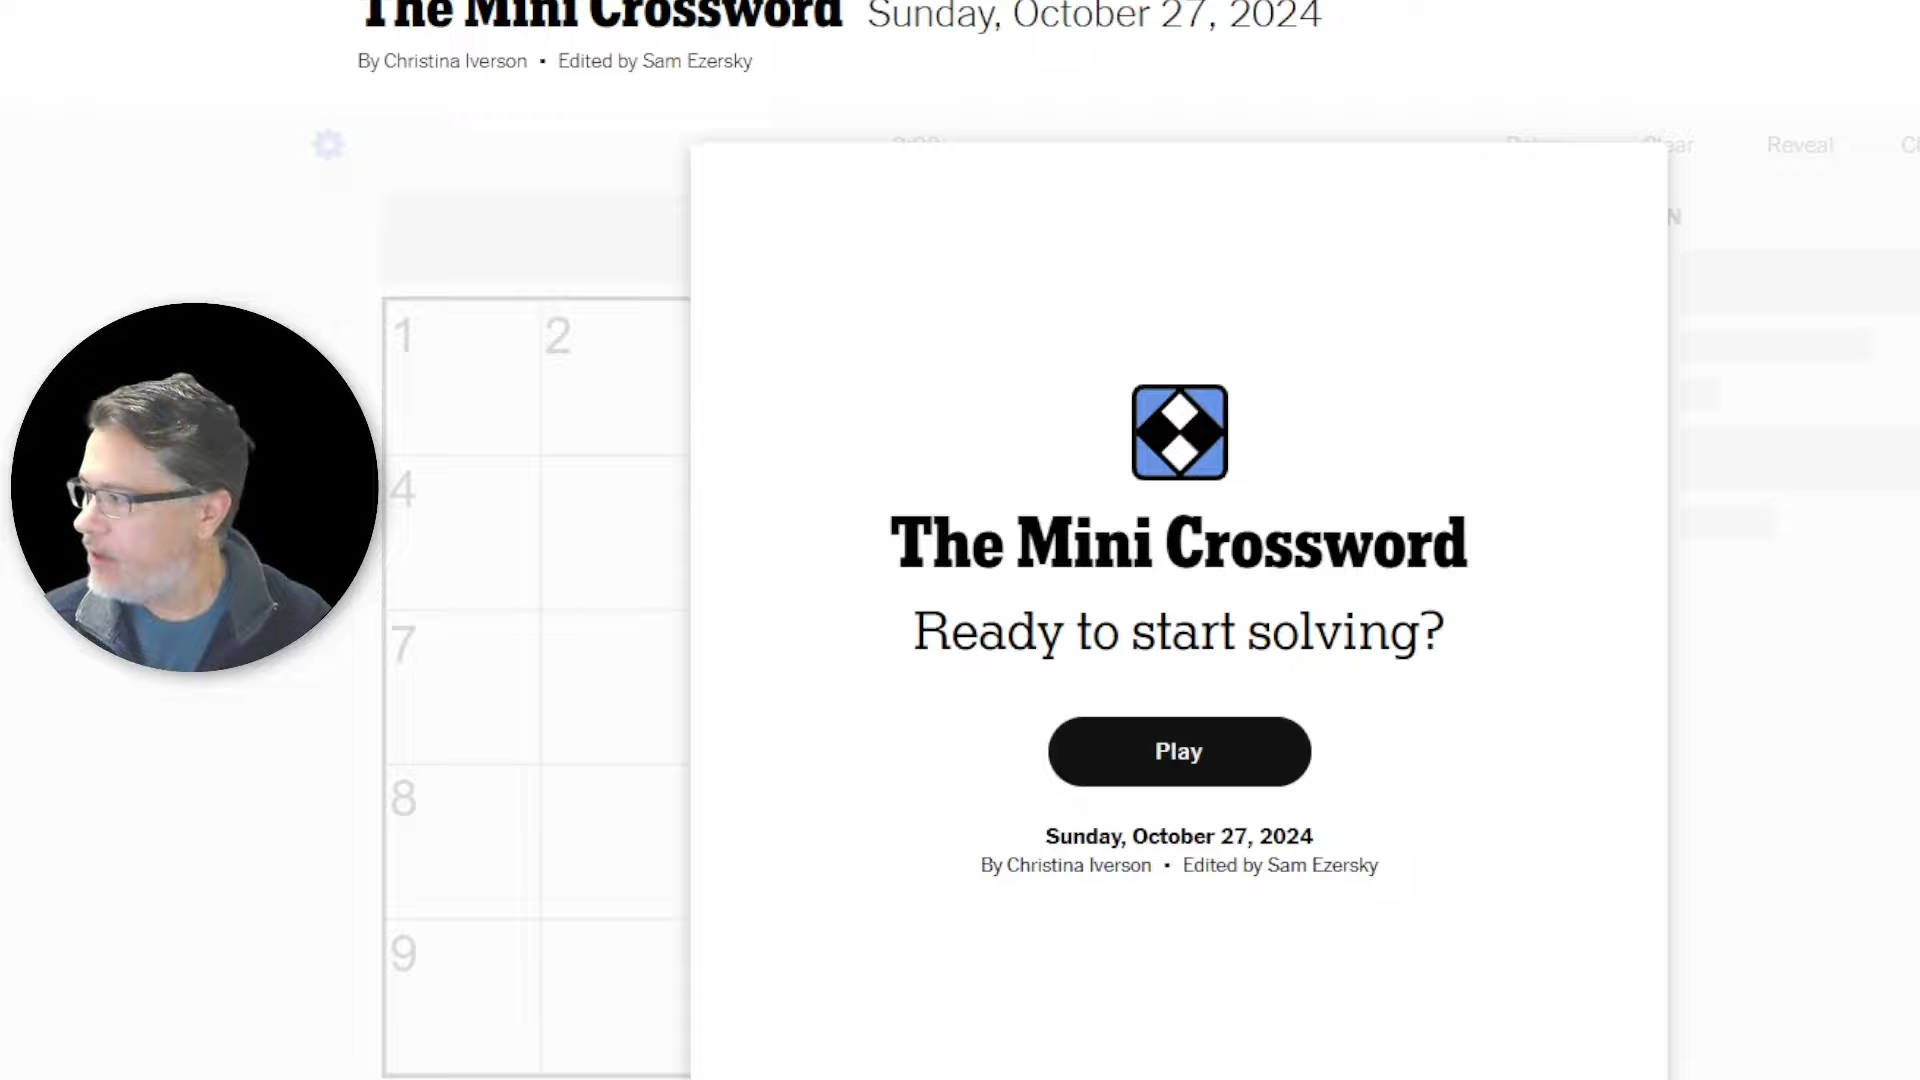 The Mini Crossword Sunday, October 27, 2024
By Christina Iverson ▪ Edited by Sam Ezersky
Reveal
1 2
4
7
8
9
The Mini Crossword
Ready to start solving?
Play
Sunday, October 27, 2024
By Christina Iverson ▪ Edited by Sam Ezersky